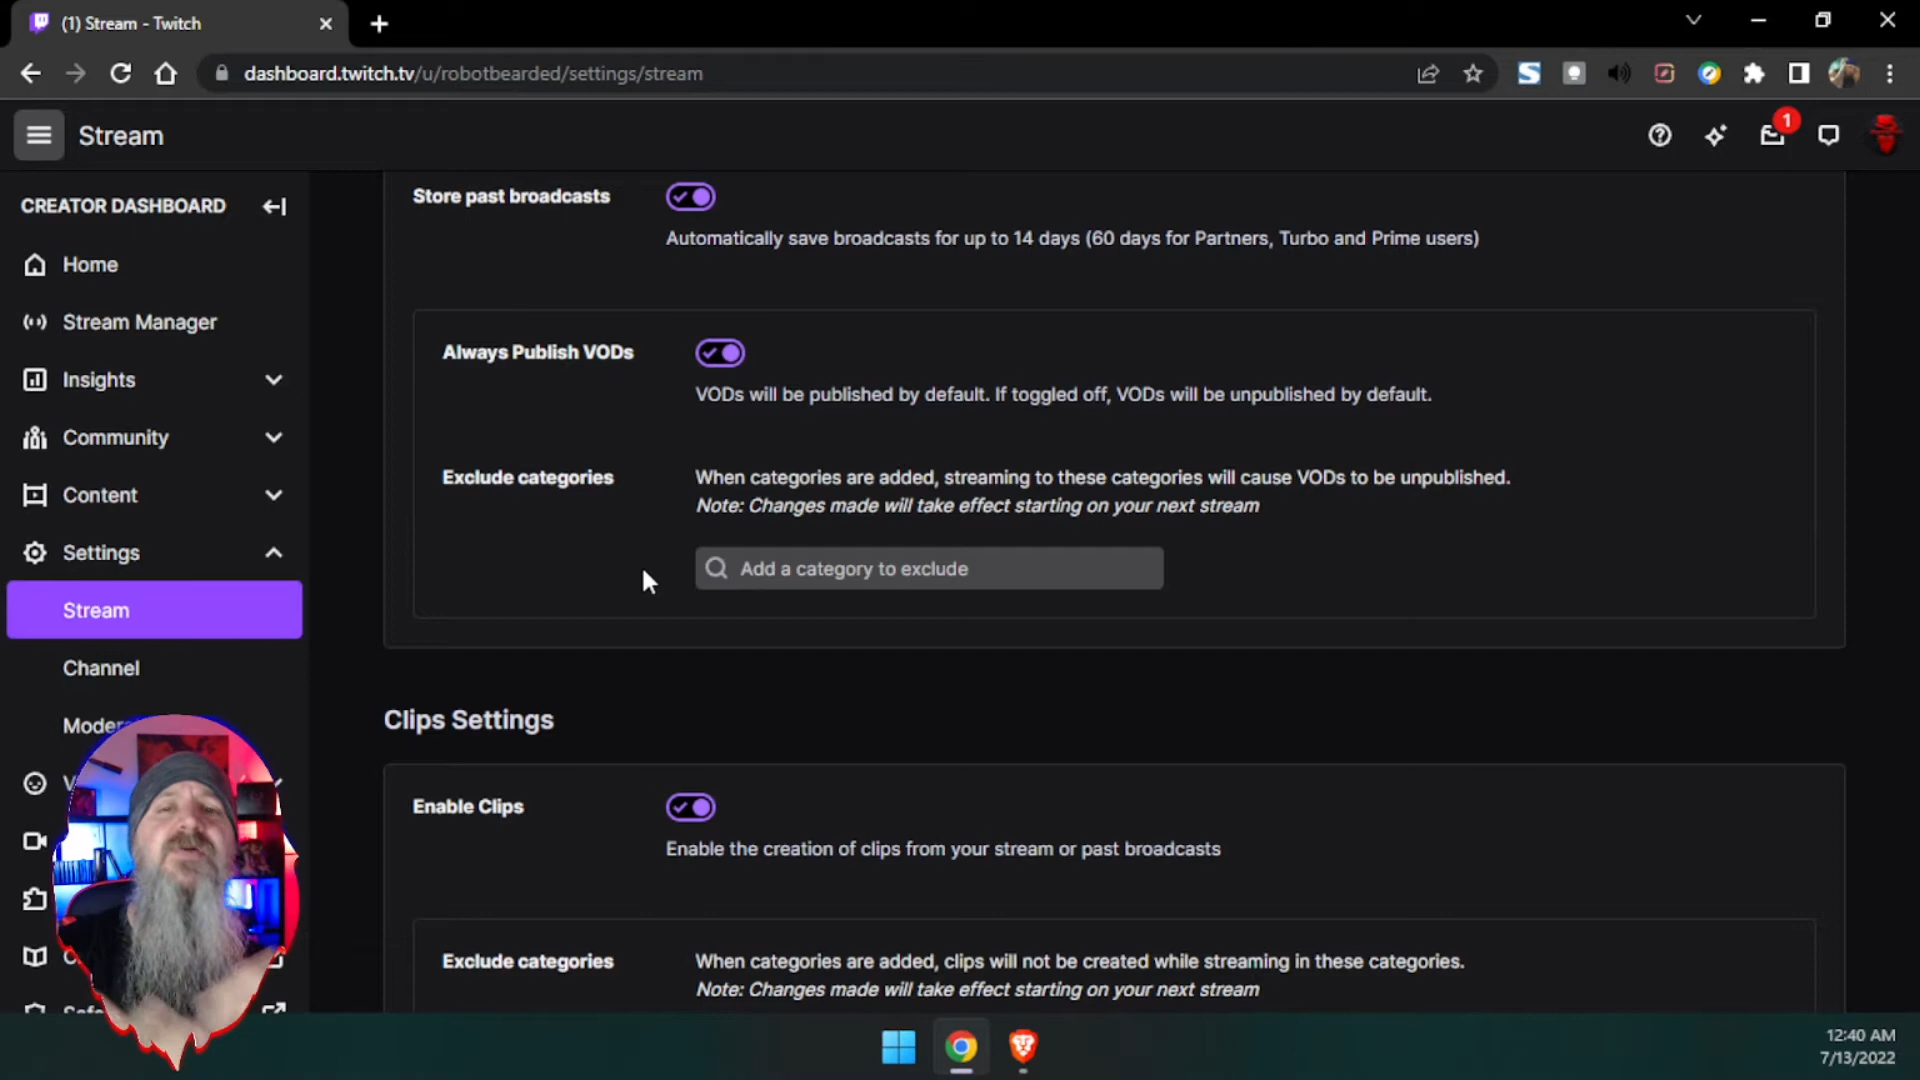 (1) Stream - Twitch
dashboard.twitch.tv/u/robotbearded/settings/stream
Stream
1
CREATOR DASHBOARD
Home
Stream Manager
Insights
Community
Content
Settings
Stream
Channel
Store past broadcasts
Automatically save broadcasts for up to 14 days (60 days for Partners, Turbo and Prime users)
Always Publish VODs
VODs will be published by default. If toggled off, VODs will be unpublished by default.
Exclude categories
When categories are added, streaming to these categories will cause VODs to be unpublished.
Note: Changes made will take effect starting on your next stream
Add a category to exclude
Clips Settings
Enable Clips
Enable the creation of clips from your stream or past broadcasts
Exclude categories
When categories are added, clips will not be created while streaming in these categories.
Note: Changes made will take effect starting on your next stream
12:40 AM
7/13/2022